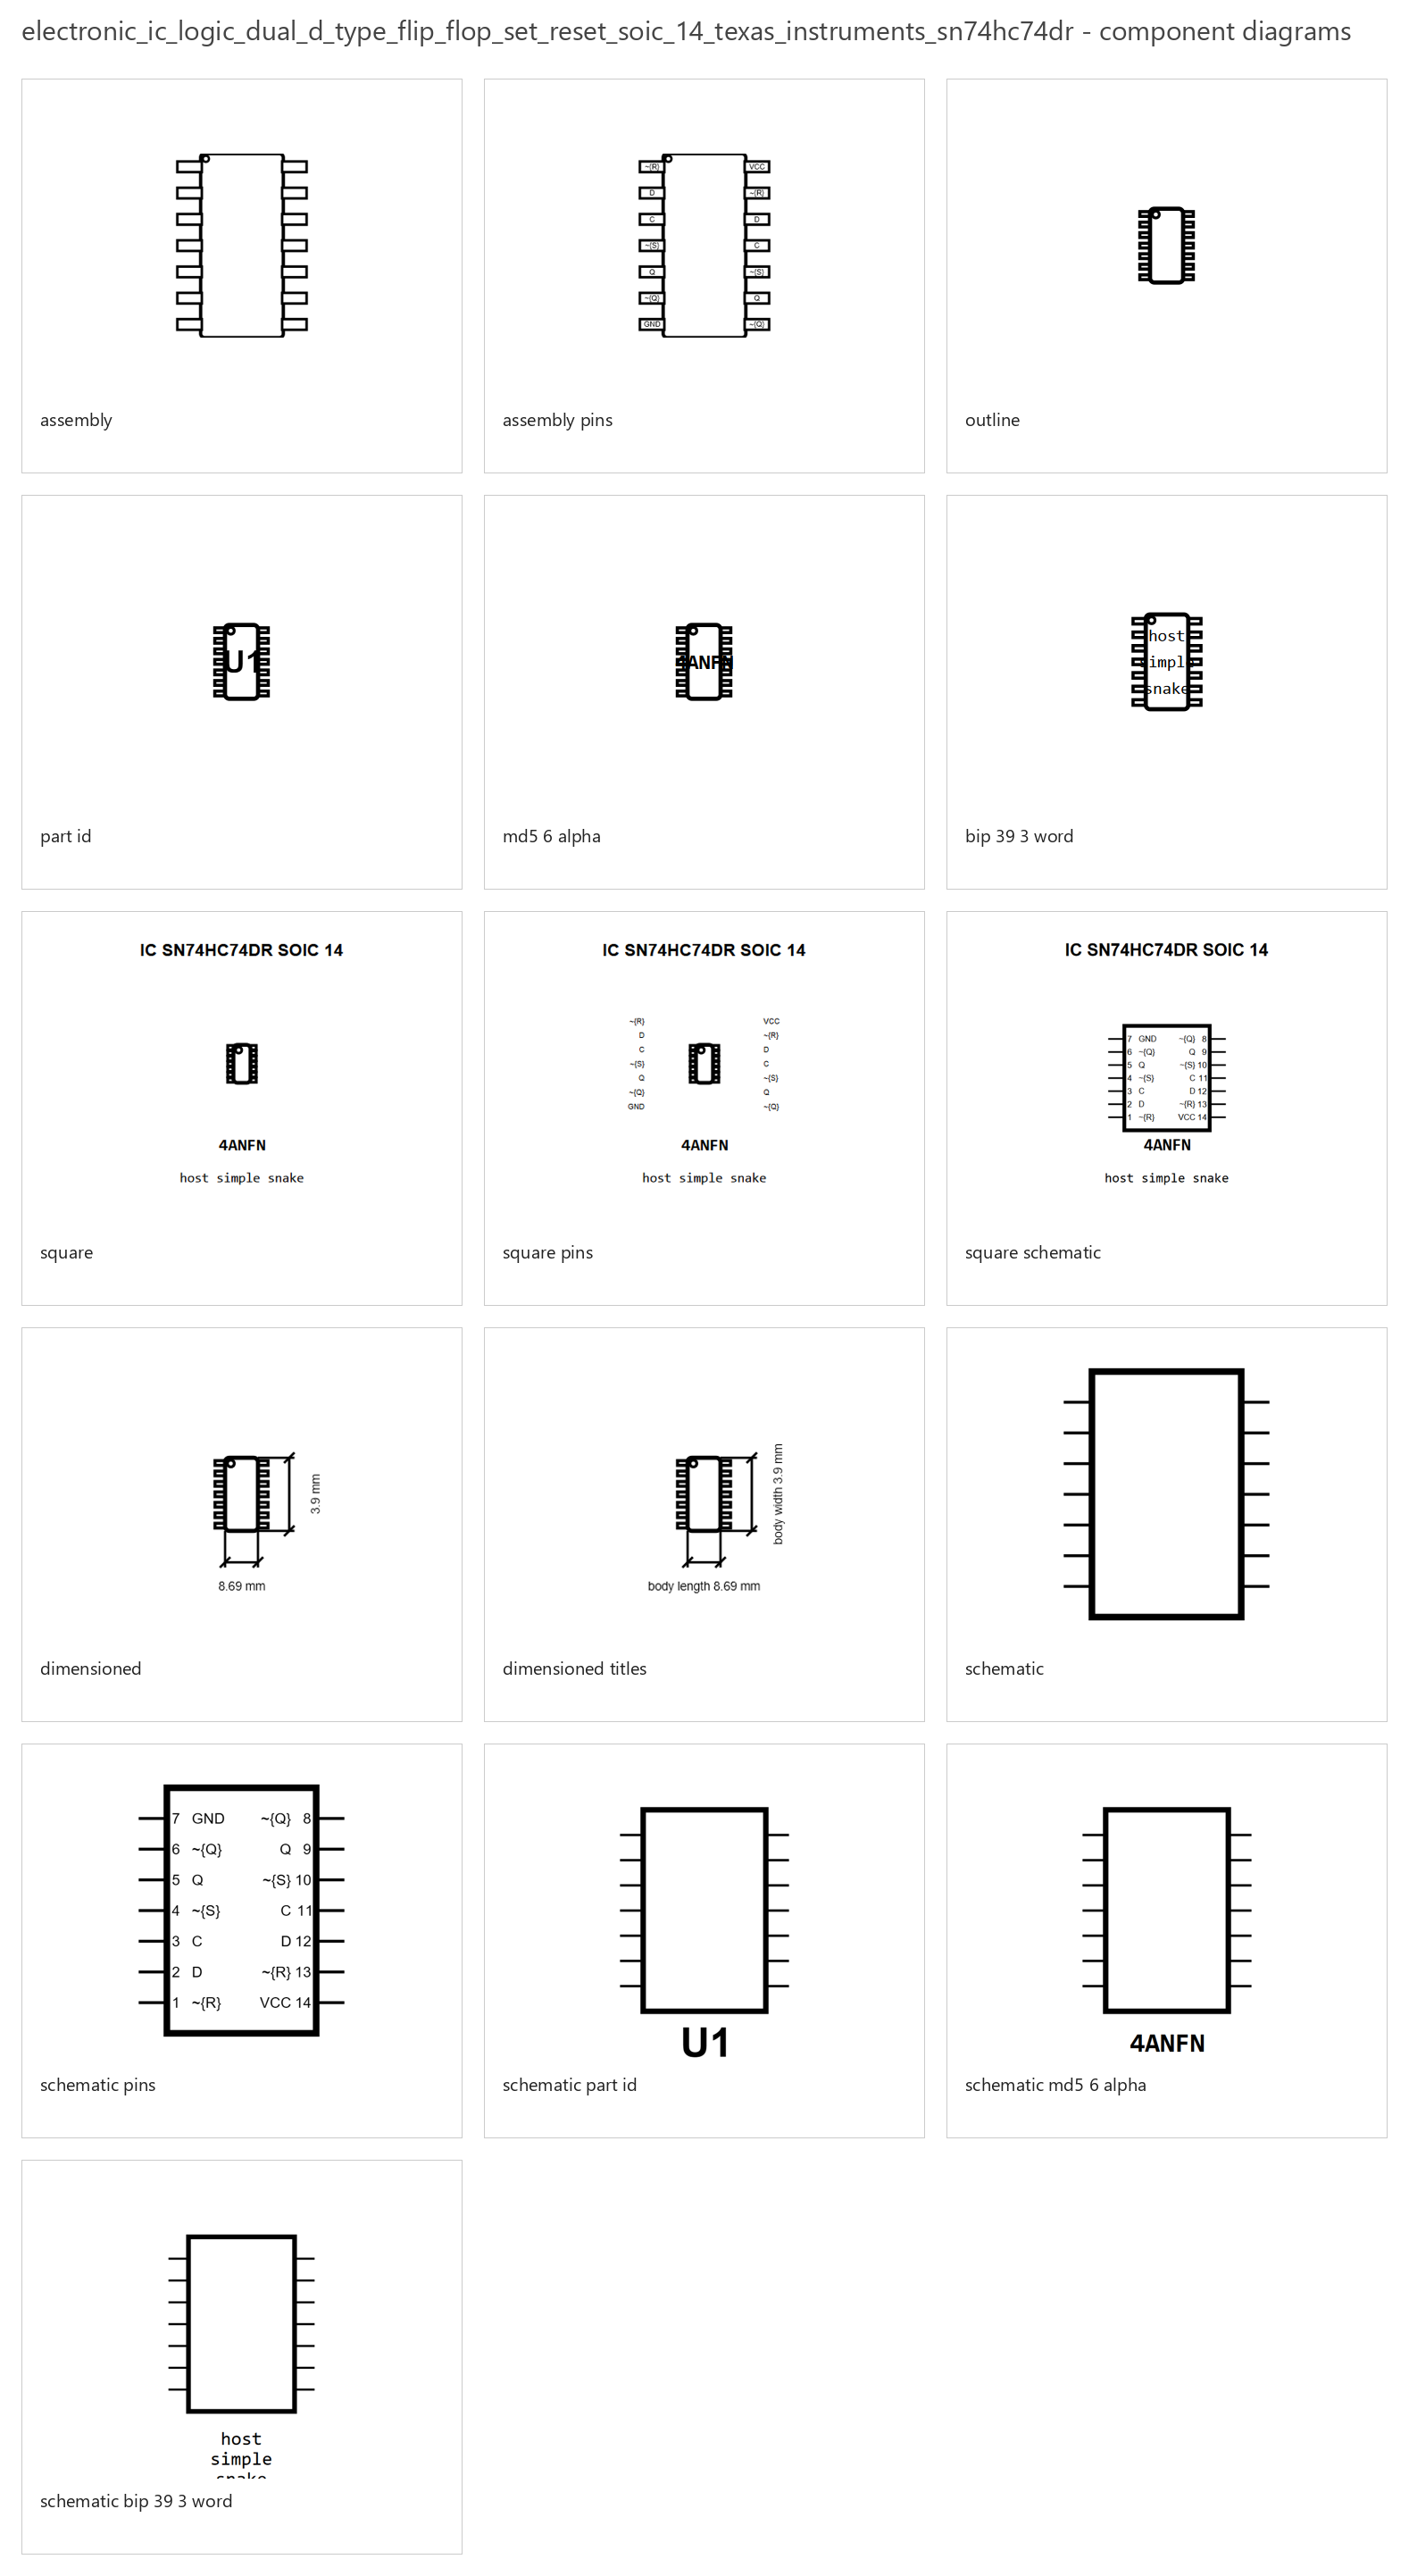 electronic_ic_logic_dual_d_type_flip_flop_set_reset_soic_14_texas_instruments_sn74hc74dr - component diagrams
assembly
~{R} VCC
D ~{R}
C D
~{S} C
Q ~{S}
~{Q} Q
GND ~{Q}
assembly pins
outline
U1
part id
4ANFN
md5 6 alpha
host
simple
snake
bip 39 3 word
IC SN74HC74DR SOIC 14
4ANFN
host simple snake
square
IC SN74HC74DR SOIC 14
~{R} VCC
D ~{R}
C D
~{S} C
Q ~{S}
~{Q} Q
GND ~{Q}
4ANFN
host simple snake
square pins
IC SN74HC74DR SOIC 14
7 GND ~{Q} 8
6 ~{Q} Q 9
5 Q ~{S} 10
4 ~{S} C 11
3 C D 12
2 D ~{R} 13
1 ~{R} VCC 14
4ANFN
host simple snake
square schematic
3.9 mm
8.69 mm
dimensioned
body width 3.9 mm
body length 8.69 mm
dimensioned titles
schematic
7 GND ~{Q} 8
6 ~{Q} Q 9
5 Q ~{S} 10
4 ~{S} C 11
3 C D 12
2 D ~{R} 13
1 ~{R} VCC 14
schematic pins
U1
schematic part id
4ANFN
schematic md5 6 alpha
host
simple
snake
schematic bip 39 3 word